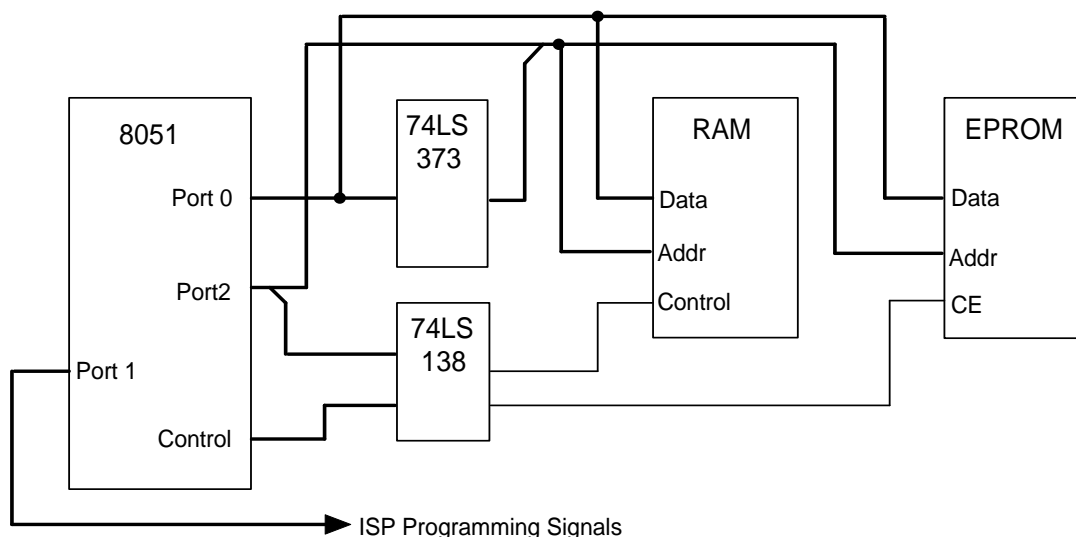 8051
Port 0
Port2
Port 1
Control
74LS
373
74LS
138
RAM
Data
Addr
Control
EPROM
Data
Addr
CE
ISP Programming Signals